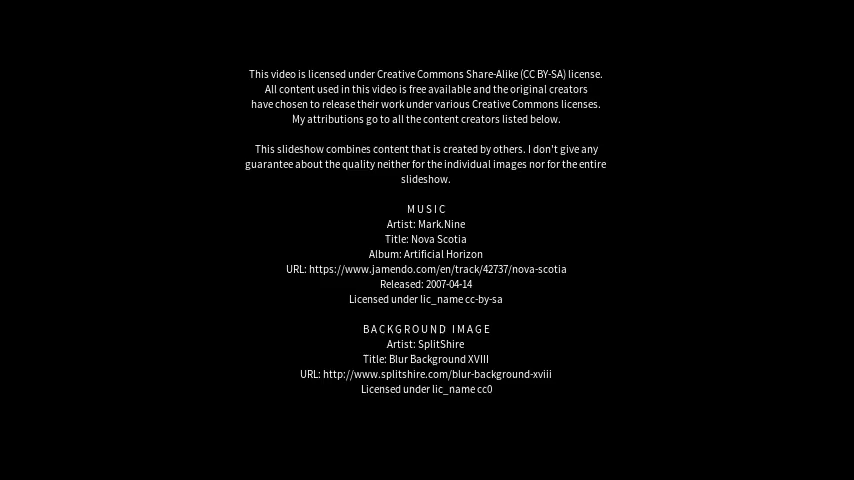 This video is licensed under Creative Commons Share-Alike (CC BY-SA) license.
All content used in this video is free available and the original creators
have chosen to release their work under various Creative Commons licenses.
My attributions go to all the content creators listed below.
This slideshow combines content that is created by others. I don't give any
guarantee about the quality neither for the individual images nor for the entire
slideshow.
MUSIC
Artist: Mark.Nine
Title: Nova Scotia
Album: Artificial Horizon
URL: https://www.jamendo.com/en/track/42737/nova-scotia
Released: 2007-04-14
Licensed under lic_name cc-by-sa
BACKGROUND IMAGE
Artist: SplitShire
Title: Blur Background XVIII
URL: http://www.splitshire.com/blur-background-xviii
Licensed under lic_name cc0